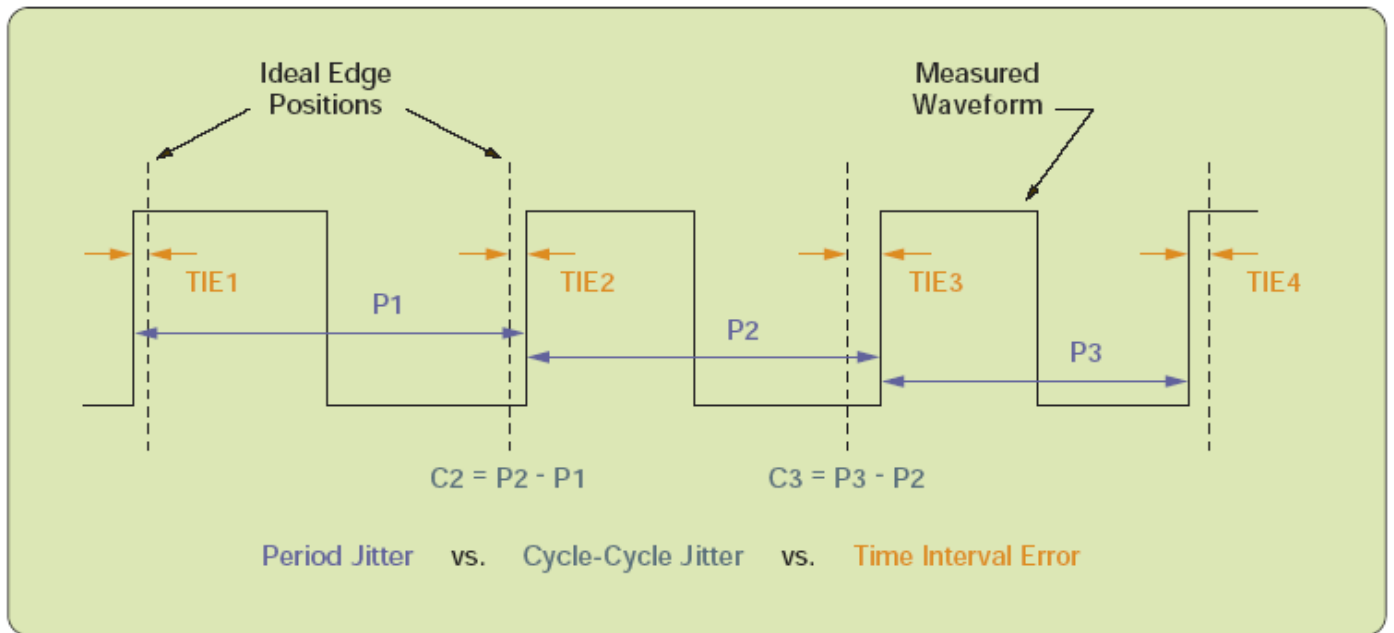 Ideal Edge
Positions
Measured
Waveform
TIE1
TIE2
TIE3
TIE4
P1
P2
P3
C2 = P2 - P1
C3 = P3 - P2
Period Jitter vs. Cycle-Cycle Jitter vs. Time Interval Error